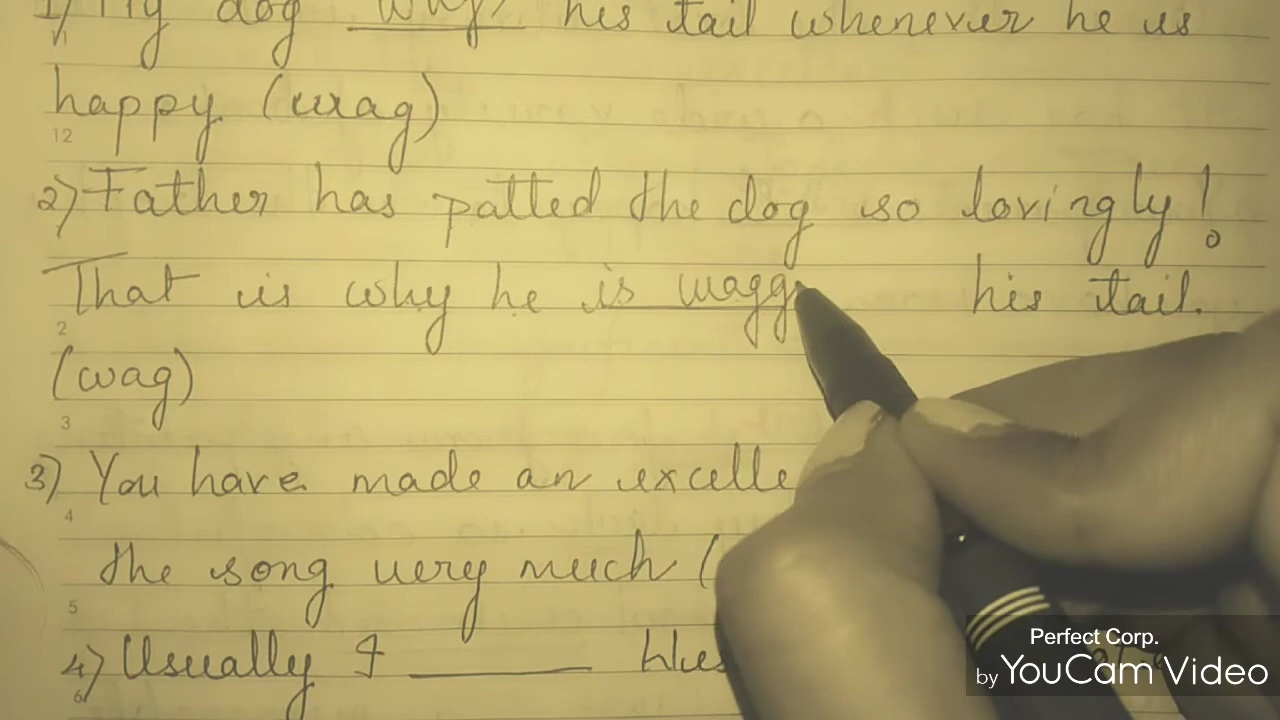 1) My dog wags his tail whenever he is
happy (wag)
2) Father has patted the dog so lovingly!
That is why he is wagg his tail.
(wag)
3) You have made an excelle
the song very much (
4) Usually I ______
Perfect Corp.
by YouCam Video